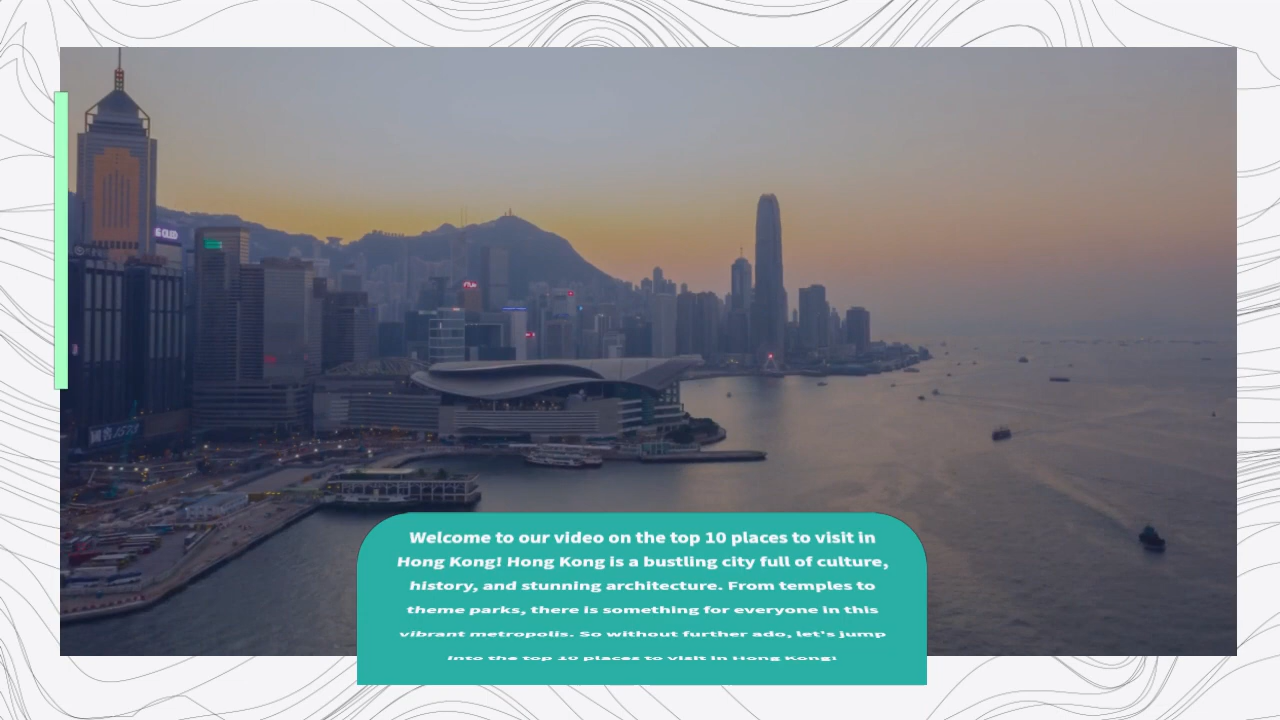 Welcome to our video on the top 10 places to visit in
Hong Kong! Hong Kong is a bustling city full of culture,
history, and stunning architecture. From temples to
theme parks, there is something for everyone in this
vibrant metropolis. So without further ado, let's jump
into the top 10 places to visit in Hong Kong!